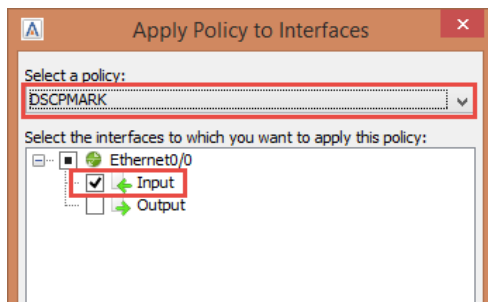 Apply Policy to Interfaces
Select a policy:
DSCPMARK
Select the interfaces to which you want to apply this policy:
Ethernet0/0
Input
Output